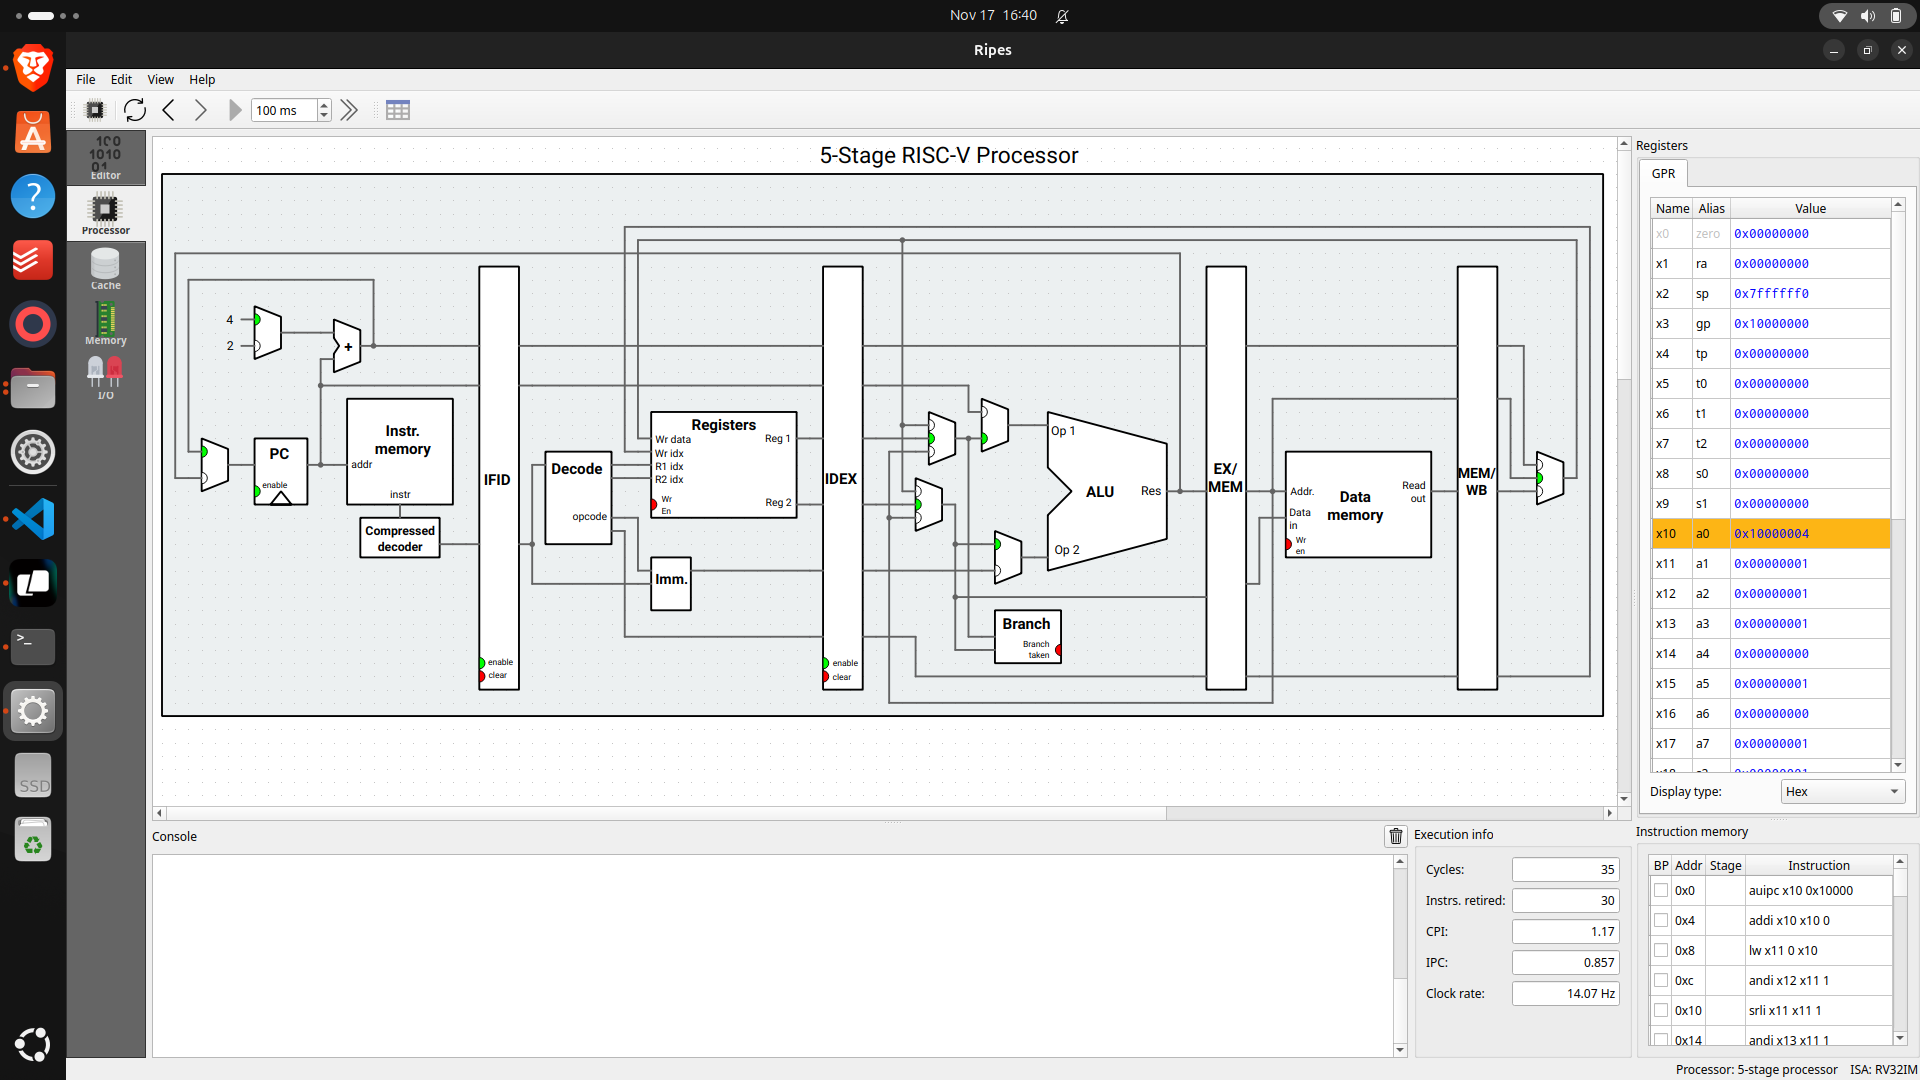 Nov 17 16:40
Ripes
File Edit View Help
100 ms
Editor
Processor
Cache
Memory
I/O
5-Stage RISC-V Processor
4
2
+
PC
enable
Instr.
memory
addr
instr
Compressed
decoder
IFID
enable
clear
Decode
opcode
Registers
Wr data
Wr idx
R1 idx
R2 idx
Wr
En
Reg 1
Reg 2
Imm.
IDEX
enable
clear
Op 1
ALU
Res
Op 2
Branch
Branch
taken
EX/
MEM
Addr.
Data
in
Wr
en
Data
memory
Read
out
MEM/
WB
Registers
GPR
Name Alias Value
x0 zero 0x00000000
x1 ra 0x00000000
x2 sp 0x7ffffff0
x3 gp 0x10000000
x4 tp 0x00000000
x5 t0 0x00000000
x6 t1 0x00000000
x7 t2 0x00000000
x8 s0 0x00000000
x9 s1 0x00000000
x10 a0 0x10000004
x11 a1 0x00000001
x12 a2 0x00000001
x13 a3 0x00000001
x14 a4 0x00000000
x15 a5 0x00000001
x16 a6 0x00000000
x17 a7 0x00000001
Display type: Hex
Console
Execution info
Cycles: 35
Instrs. retired: 30
CPI: 1.17
IPC: 0.857
Clock rate: 14.07 Hz
Instruction memory
BP Addr Stage Instruction
0x0 auipc x10 0x10000
0x4 addi x10 x10 0
0x8 lw x11 0 x10
0xc andi x12 x11 1
0x10 srli x11 x11 1
0x14 andi x13 x11 1
Processor: 5-stage processor ISA: RV32IM
SSD